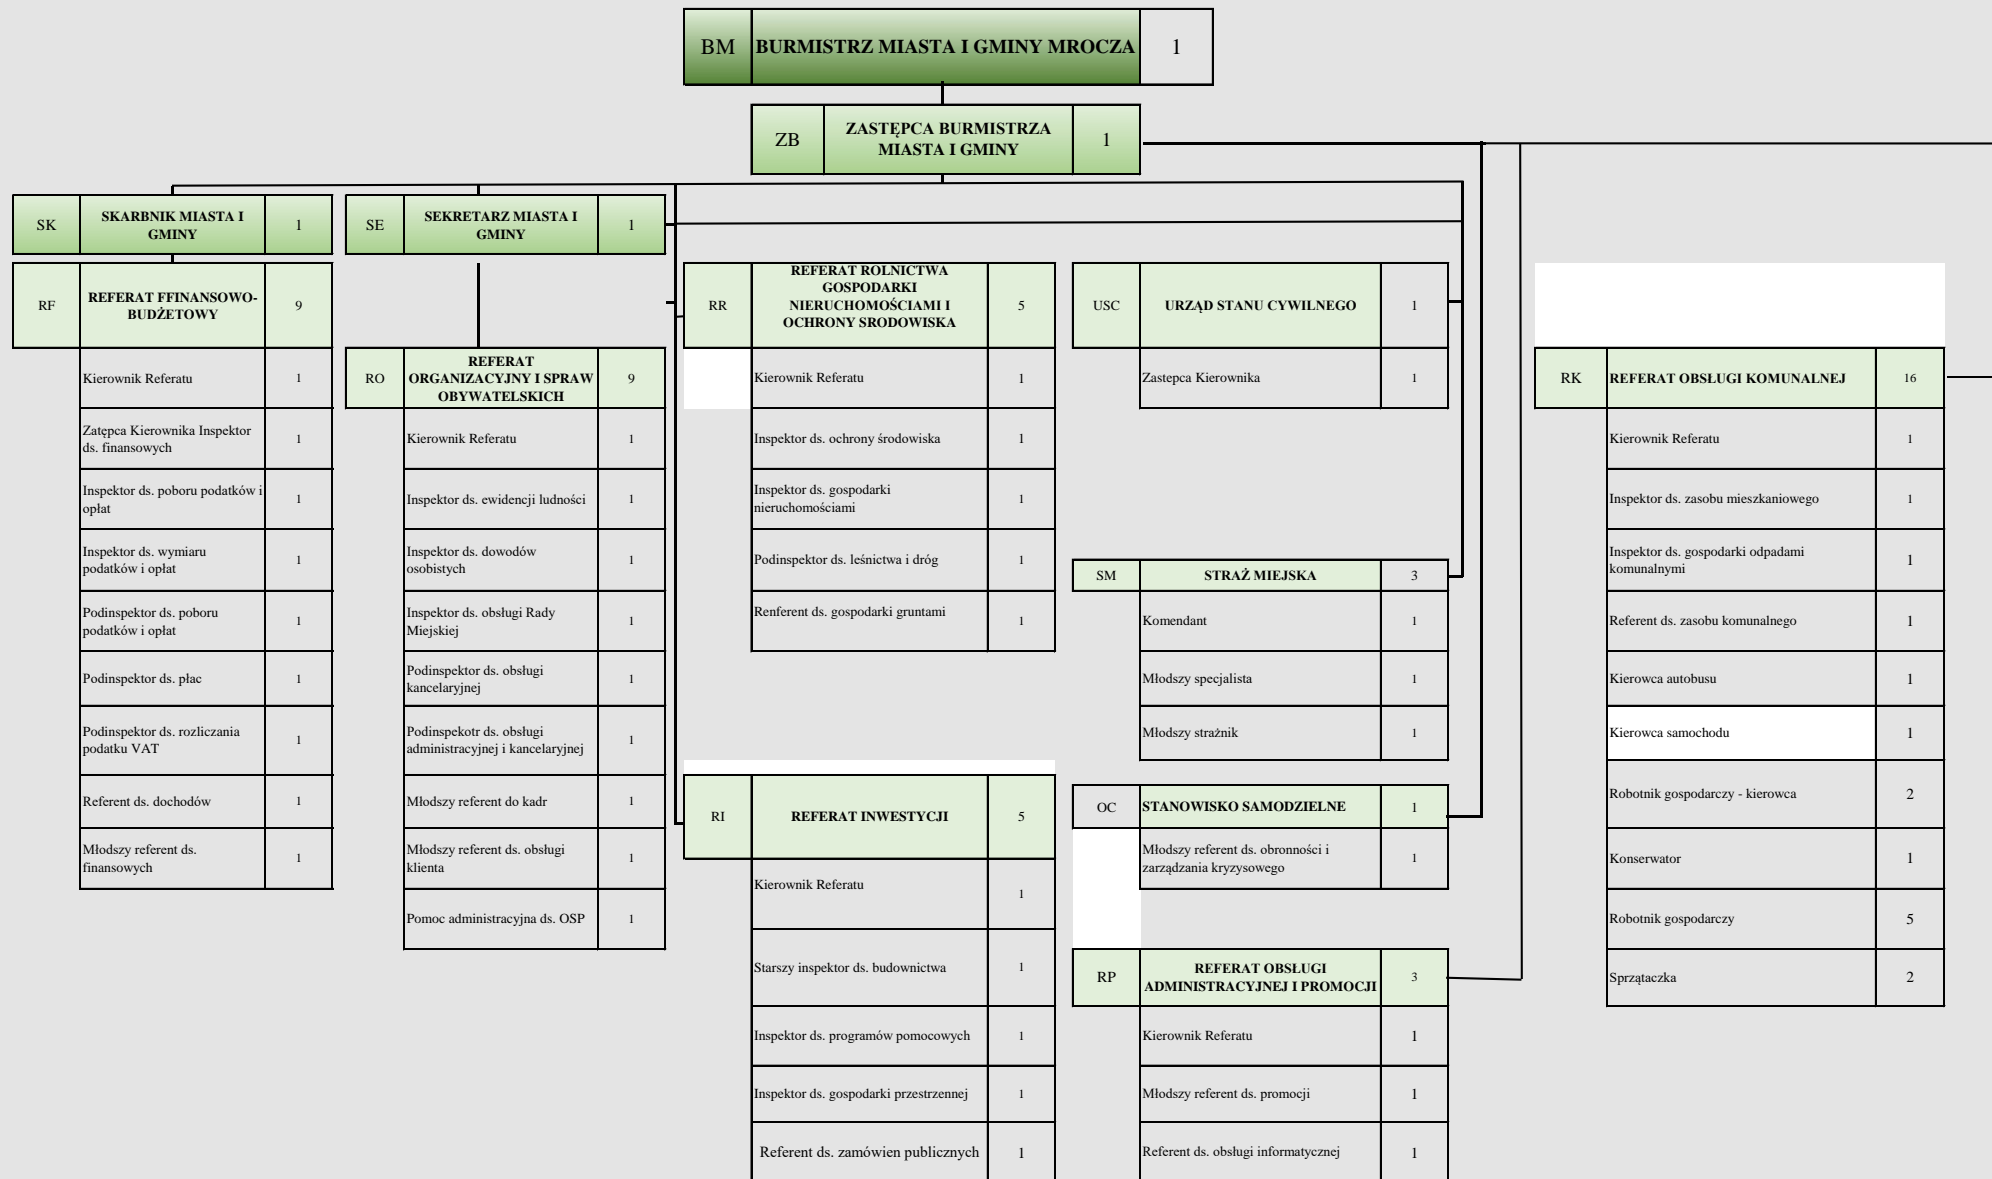 BM BURMISTRZ MIASTA I GMINY MROCZA 1
ZB ZASTĘPCA BURMISTRZA
MIASTA I GMINY 1
SK SKARBNIK MIASTA I
GMINY 1
SE SEKRETARZ MIASTA I
GMINY 1
RF REFERAT FFINANSOWO-
BUDŻETOWY 9
Kierownik Referatu 1
Zatępca Kierownika Inspektor
ds. finansowych 1
Inspektor ds. poboru podatków i
opłat 1
Inspektor ds. wymiaru
podatków i opłat 1
Podinspektor ds. poboru
podatków i opłat 1
Podinspektor ds. płac 1
Podinspektor ds. rozliczania
podatku VAT 1
Referent ds. dochodów 1
Młodszy referent ds.
finansowych 1
RO REFERAT
ORGANIZACYJNY I SPRAW
OBYWATELSKICH 9
Kierownik Referatu 1
Inspektor ds. ewidencji ludności 1
Inspektor ds. dowodów
osobistych 1
Inspektor ds. obsługi Rady
Miejskiej 1
Podinspektor ds. obsługi
kancelaryjnej 1
Podinspekotr ds. obsługi
administracyjnej i kancelaryjnej 1
Młodszy referent do kadr 1
Młodszy referent ds. obsługi
klienta 1
Pomoc administracyjna ds. OSP 1
RR REFERAT ROLNICTWA
GOSPODARKI
NIERUCHOMOŚCIAMI I
OCHRONY SRODOWISKA 5
Kierownik Referatu 1
Inspektor ds. ochrony środowiska 1
Inspektor ds. gospodarki
nieruchomościami 1
Podinspektor ds. leśnictwa i dróg 1
Renferent ds. gospodarki gruntami 1
RI REFERAT INWESTYCJI 5
Kierownik Referatu 1
Starszy inspektor ds. budownictwa 1
Inspektor ds. programów pomocowych 1
Inspektor ds. gospodarki przestrzennej 1
Referent ds. zamówien publicznych 1
USC URZĄD STANU CYWILNEGO 1
Zastepca Kierownika 1
SM STRAŻ MIEJSKA 3
Komendant 1
Młodszy specjalista 1
Młodszy strażnik 1
OC STANOWISKO SAMODZIELNE 1
Młodszy referent ds. obronności i
zarządzania kryzysowego 1
RP REFERAT OBSŁUGI
ADMINISTRACYJNEJ I PROMOCJI 3
Kierownik Referatu 1
Młodszy referent ds. promocji 1
Referent ds. obsługi informatycznej 1
RK REFERAT OBSŁUGI KOMUNALNEJ 16
Kierownik Referatu 1
Inspektor ds. zasobu mieszkaniowego 1
Inspektor ds. gospodarki odpadami
komunalnymi 1
Referent ds. zasobu komunalnego 1
Kierowca autobusu 1
Kierowca samochodu 1
Robotnik gospodarczy - kierowca 2
Konserwator 1
Robotnik gospodarczy 5
Sprzątaczka 2